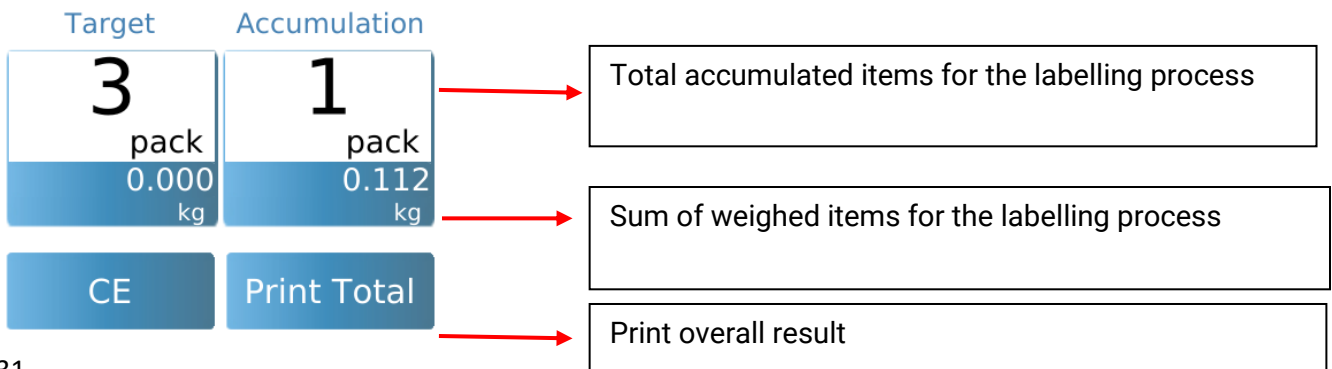 Target Accumulation
3 1 Total accumulated items for the labelling process
pack pack
0.000 0.112
kg kg Sum of weighed items for the labelling process
CE Print Total
Print overall result
31